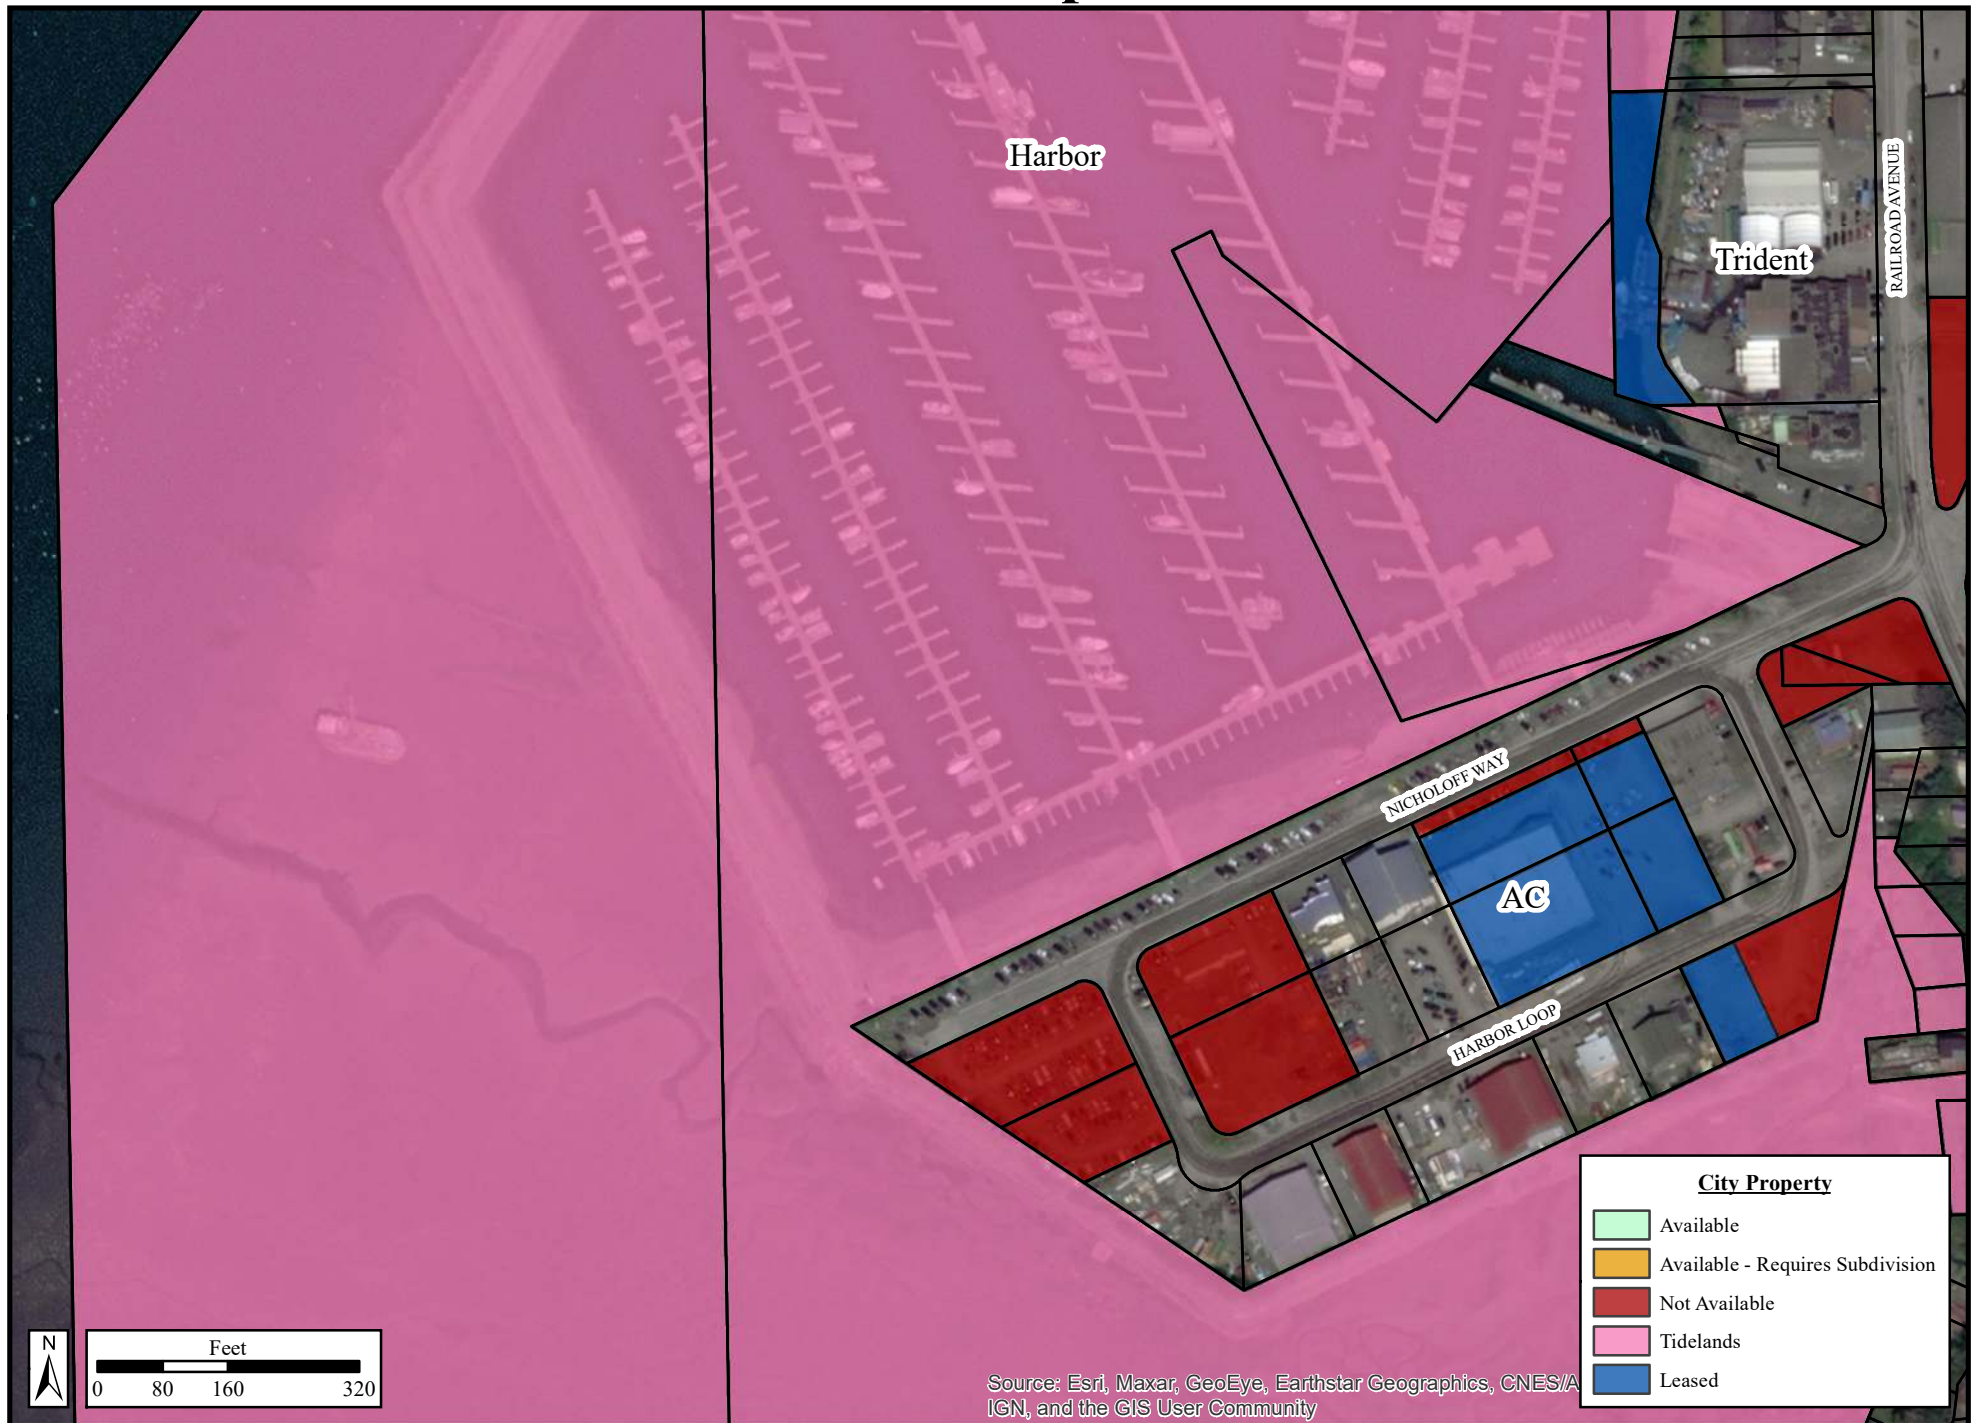 Harbor
RAILROAD AVENUE
Trident
NICHOLOFF WAY
AC
HARBOR LOOP
City Property
Available
Available - Requires Subdivision
Not Available
Tidelands
Leased
N
Feet
0 80 160 320
Source: Esri, Maxar, GeoEye, Earthstar Geographics, CNES/A
IGN, and the GIS User Community